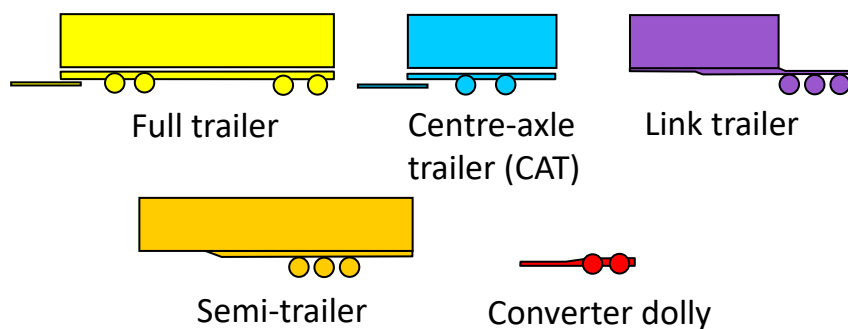 Full trailer
Centre-axle
trailer (CAT)
Link trailer
Semi-trailer
Converter dolly